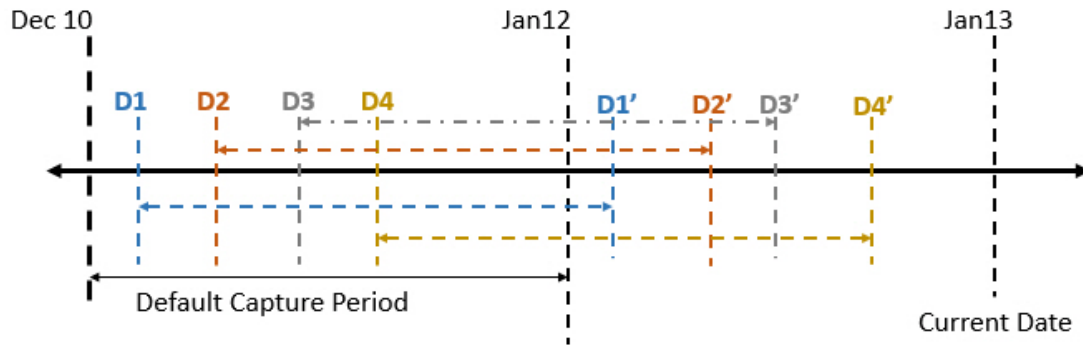 Dec 10
Jan12
Jan13
D1
D2
D3
D4
D1’
D2’
D3’
D4’
Default Capture Period
Current Date